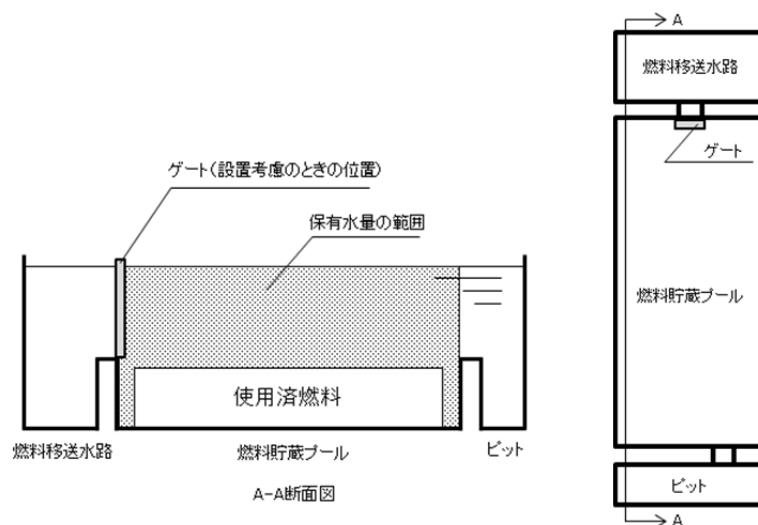 ゲート(設置考慮のときの位置)
保有水量の範囲
使用済燃料
燃料移送水路
燃料貯蔵プール
ピット
A-A断面図
A
燃料移送水路
ゲート
燃料貯蔵プール
ピット
A